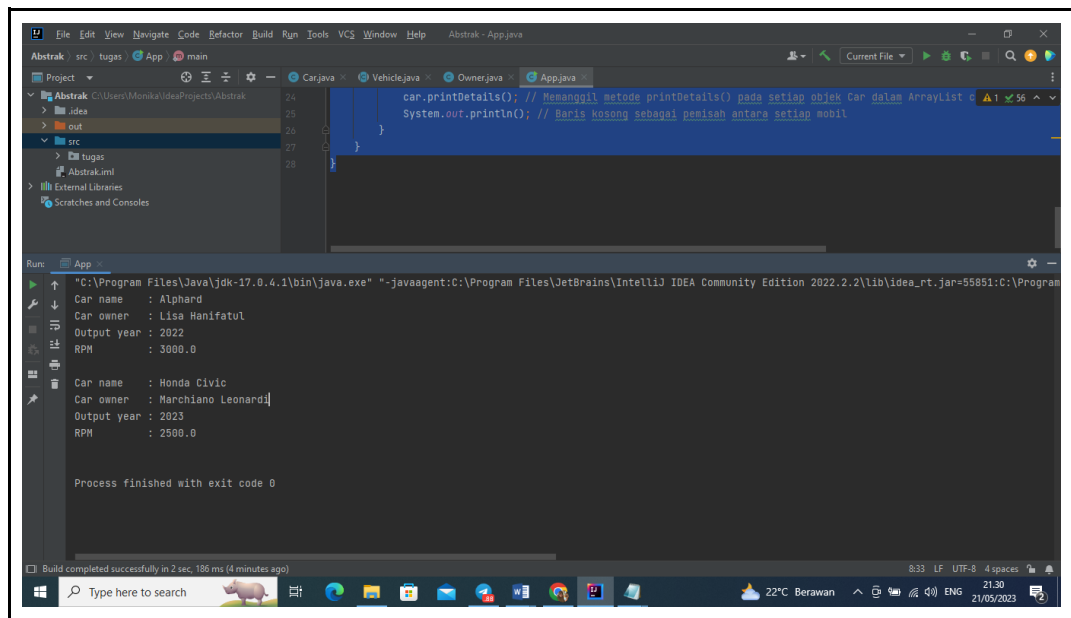 File Edit View Navigate Code Refactor Build Run Tools VCS Window Help Abstrak - App.java
Abstrak src tugas App main Current File
Project Car.java Vehicle.java Owner.java App.java
Abstrak C:\Users\Monika\IdeaProjects\Abstrak
.idea
out
src
tugas
Abstrak.iml
External Libraries
Scratches and Consoles
24 car.printDetails(); // Memanggil metode printDetails() pada setiap objek Car dalam ArrayList c 1 56
25 System.out.println(); // Baris kosong sebagai pemisah antara setiap mobil
26 }
27 }
28 }
Run: App
"C:\Program Files\Java\jdk-17.0.4.1\bin\java.exe" "-javaagent:C:\Program Files\JetBrains\IntelliJ IDEA Community Edition 2022.2.2\lib\idea_rt.jar=55851:C:\Program
Car name : Alphard
Car owner : Lisa Hanifatul
Output year : 2022
RPM : 3000.0
Car name : Honda Civic
Car owner : Marchiano Leonardi
Output year : 2023
RPM : 2500.0
Process finished with exit code 0
Build completed successfully in 2 sec, 186 ms (4 minutes ago) 8:33 LF UTF-8 4 spaces
Type here to search 22°C Berawan ENG
21.30
21/05/2023
2